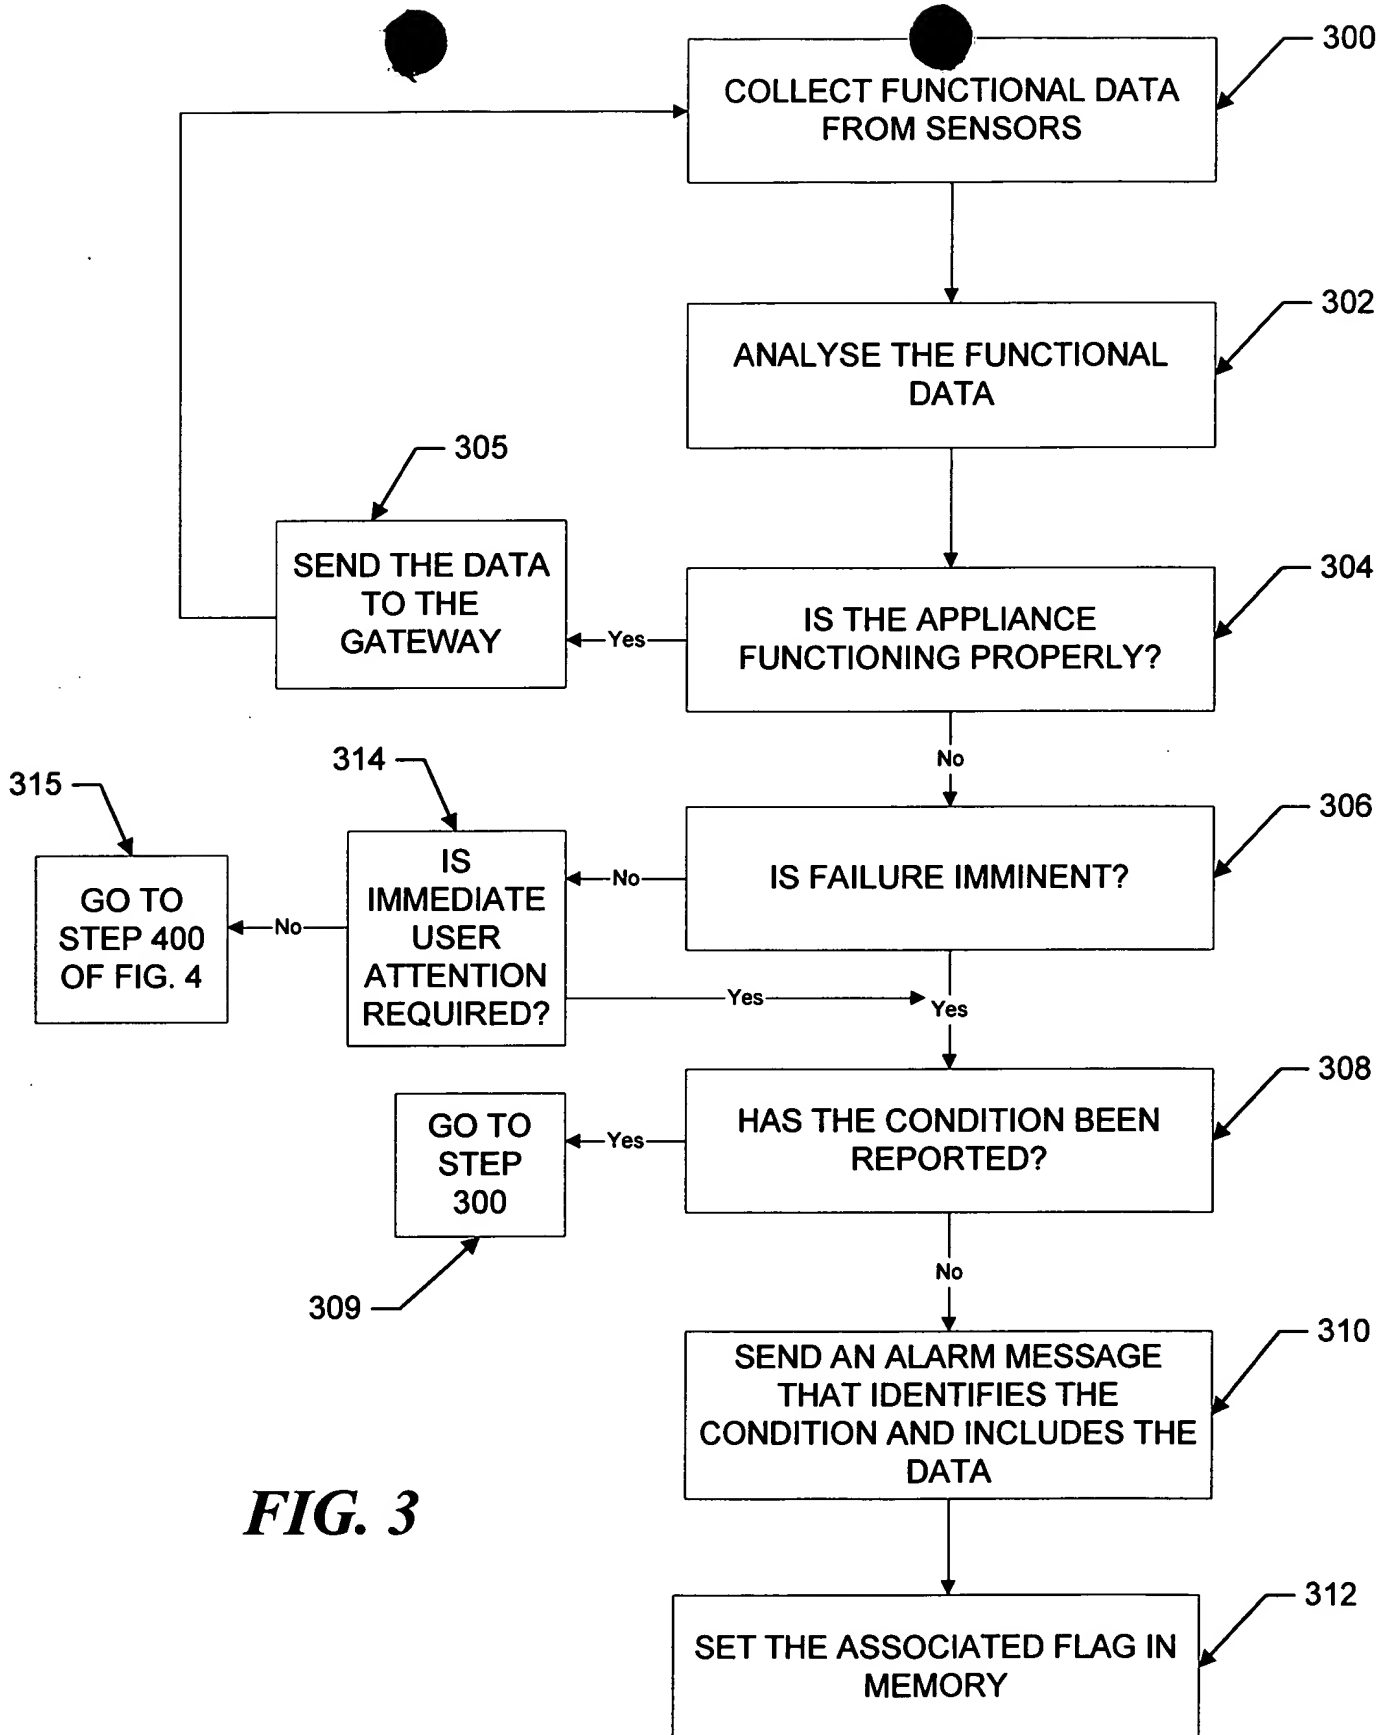 300
COLLECT FUNCTIONAL DATA
FROM SENSORS
302
ANALYSE THE FUNCTIONAL
DATA
305
SEND THE DATA
TO THE
GATEWAY
Yes
304
IS THE APPLIANCE
FUNCTIONING PROPERLY?
No
315
GO TO
STEP 400
OF FIG. 4
No
314
IS
IMMEDIATE
USER
ATTENTION
REQUIRED?
No
306
IS FAILURE IMMINENT?
Yes
Yes
308
GO TO
STEP
300
309
Yes
HAS THE CONDITION BEEN
REPORTED?
No
310
SEND AN ALARM MESSAGE
THAT IDENTIFIES THE
CONDITION AND INCLUDES THE
DATA
FIG. 3
312
SET THE ASSOCIATED FLAG IN
MEMORY